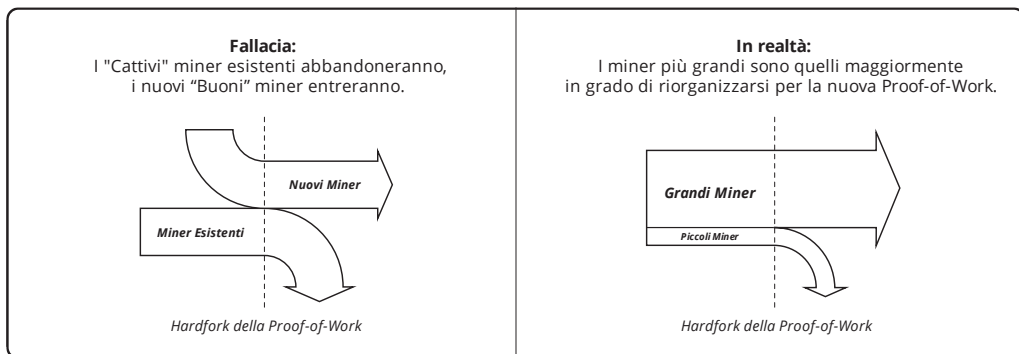 Fallacia:
I "Cattivi" miner esistenti abbandoneranno,
i nuovi “Buoni” miner entreranno.
Nuovi Miner
Miner Esistenti
Hardfork della Proof-of-Work
In realtà:
I miner più grandi sono quelli maggiormente
in grado di riorganizzarsi per la nuova Proof-of-Work.
Grandi Miner
Piccoli Miner
Hardfork della Proof-of-Work